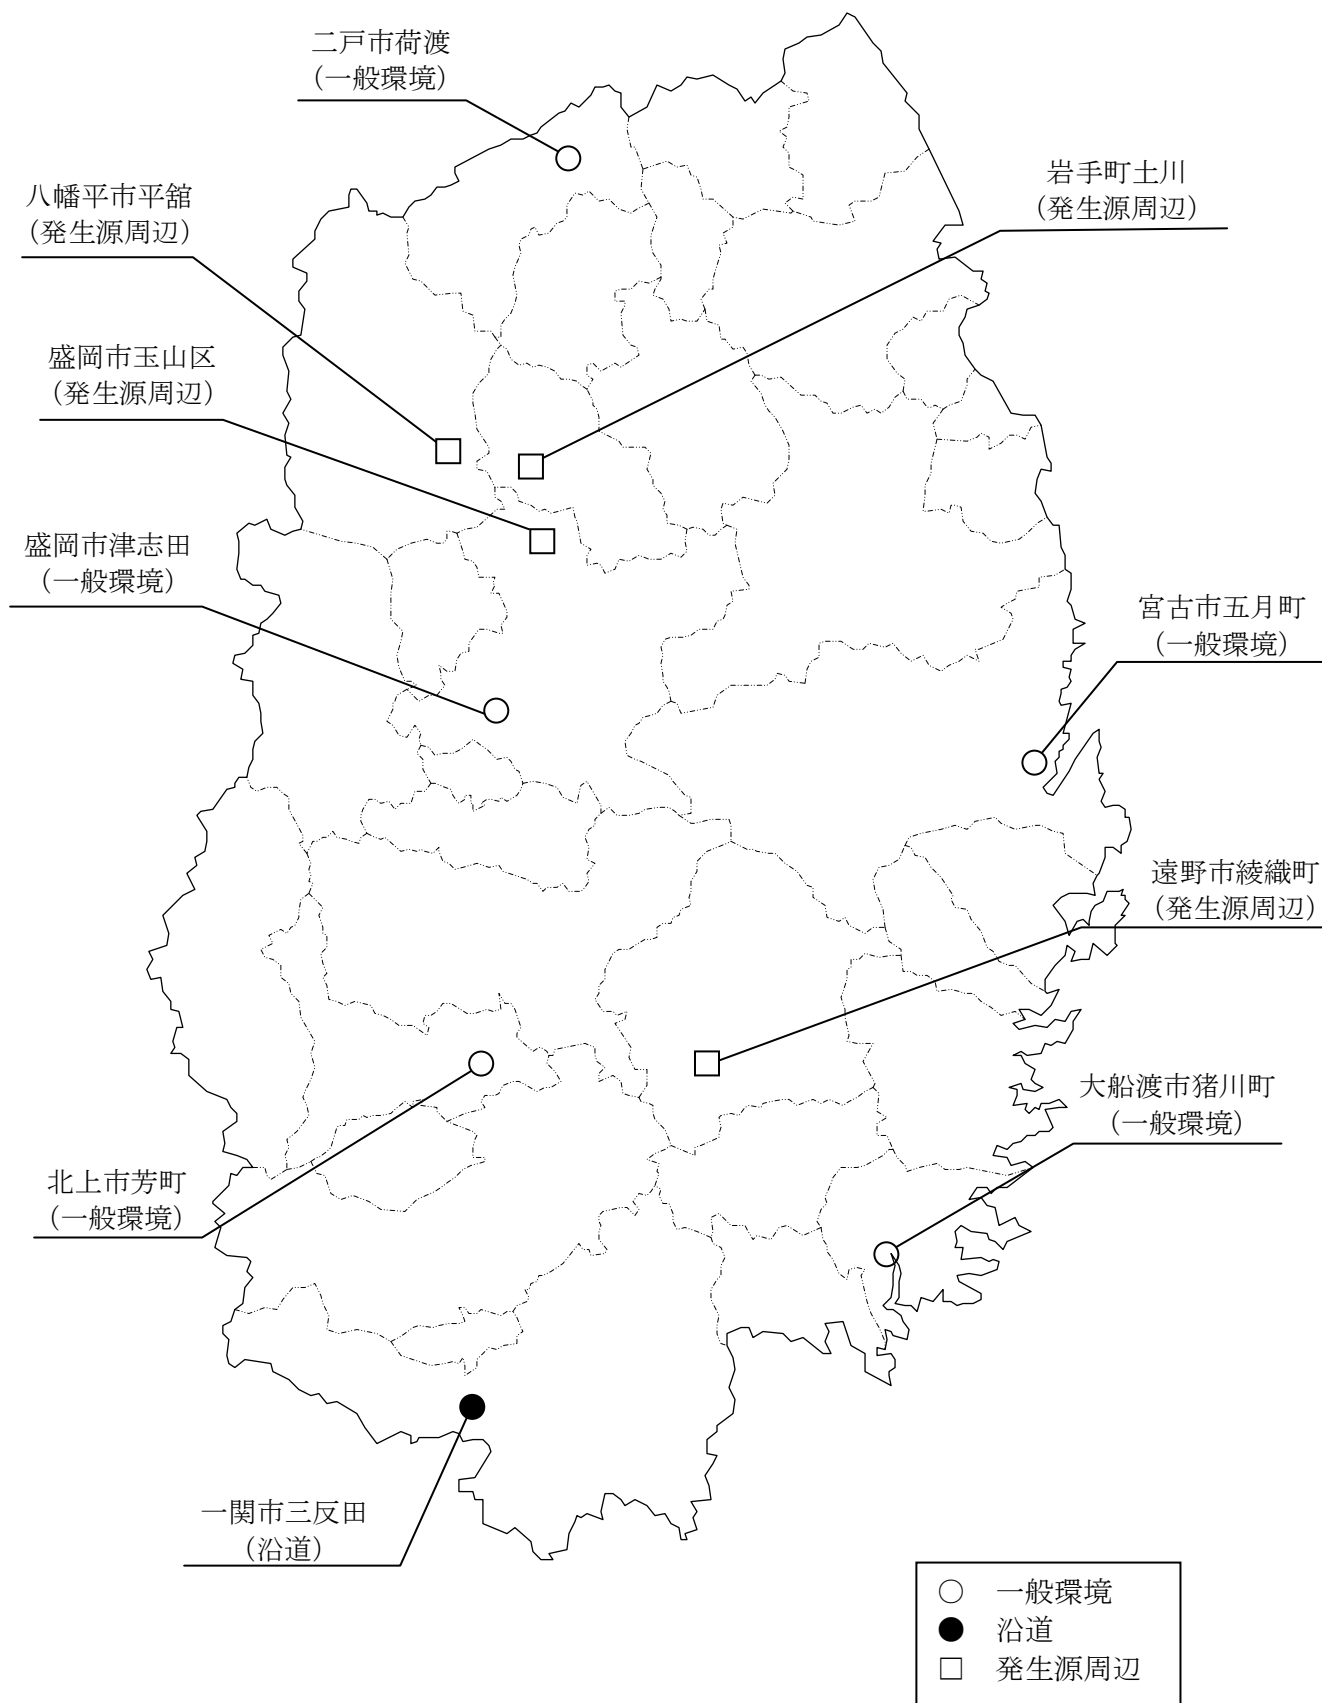 二戸市荷渡
（一般環境）
岩手町土川
（発生源周辺）
八幡平市平舘
（発生源周辺）
盛岡市玉山区
（発生源周辺）
盛岡市津志田
（一般環境）
宮古市五月町
（一般環境）
遠野市綾織町
（発生源周辺）
大船渡市猪川町
（一般環境）
北上市芳町
（一般環境）
一関市三反田
（沿道）
○ 一般環境
● 沿道
□ 発生源周辺